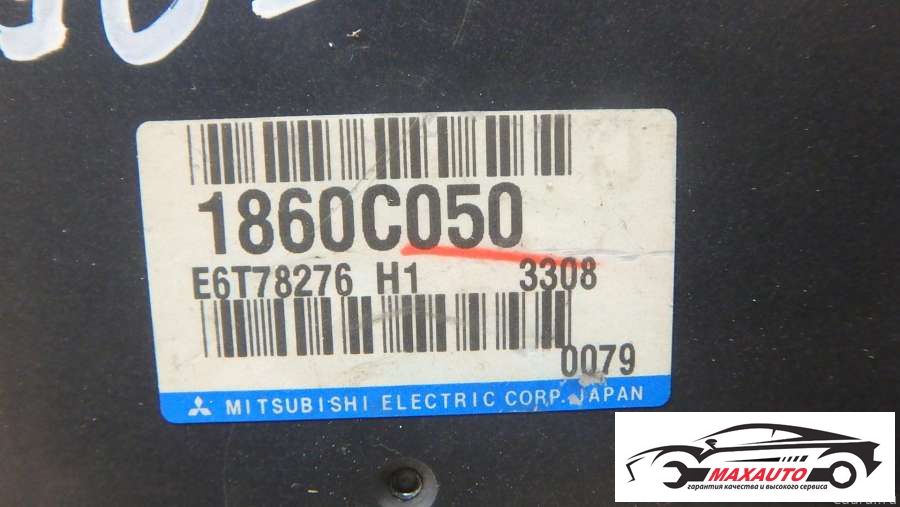 1860C050
E6T78276 H1 3308
0079
MITSUBISHI ELECTRIC CORP. JAPAN
MAXAUTO
гарантия качества и высокого сервиса